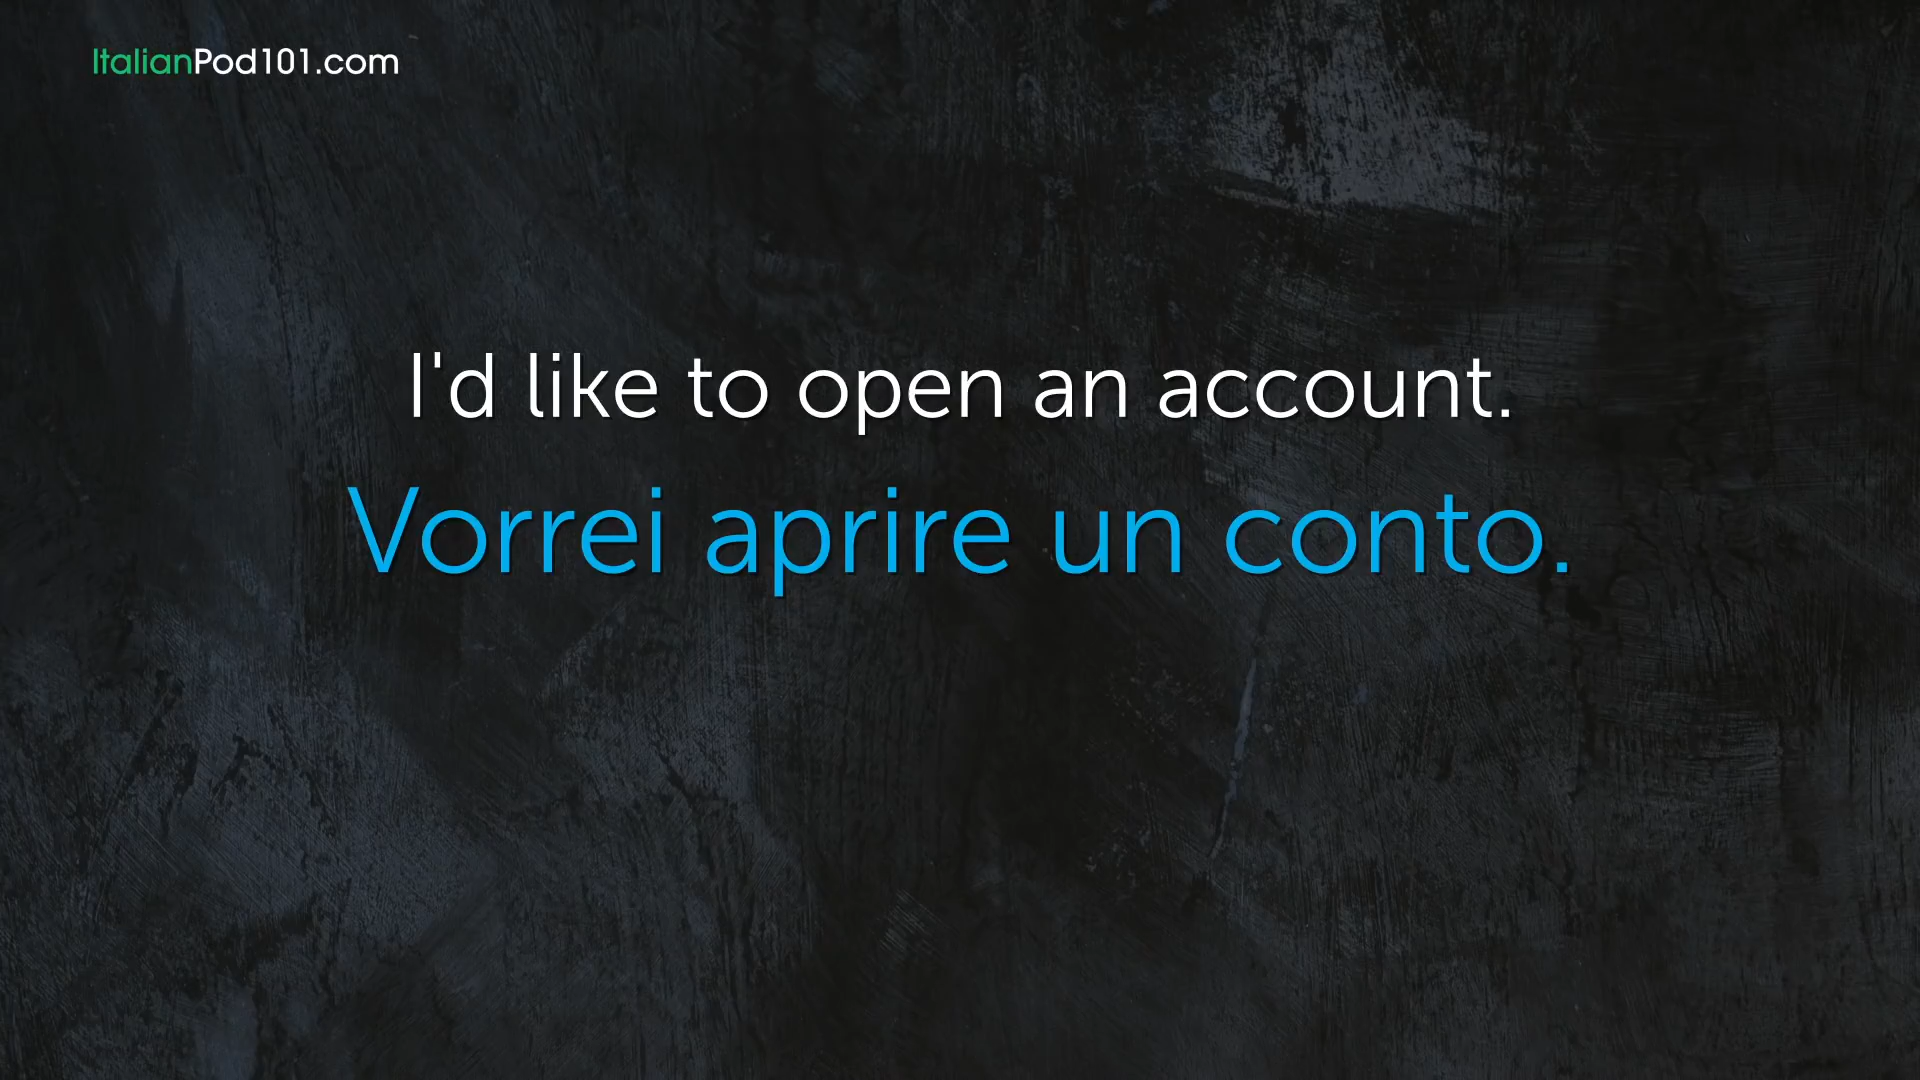 ItalianPod101.com
I'd like to open an account.
Vorrei aprire un conto.